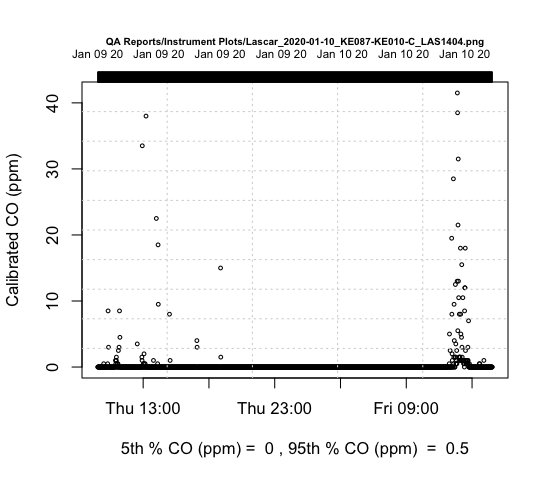 QA Reports/Instrument Plots/Lascar_2020-01-10_KE087-KE010-C_LAS1404.png
Jan 09 20 Jan 09 20 Jan 09 20 Jan 09 20 Jan 10 20 Jan 10 20 Jan 10 20
Calibrated CO (ppm)
40
30
20
10
0
Thu 13:00 Thu 23:00 Fri 09:00
5th % CO (ppm) = 0 , 95th % CO (ppm) = 0.5